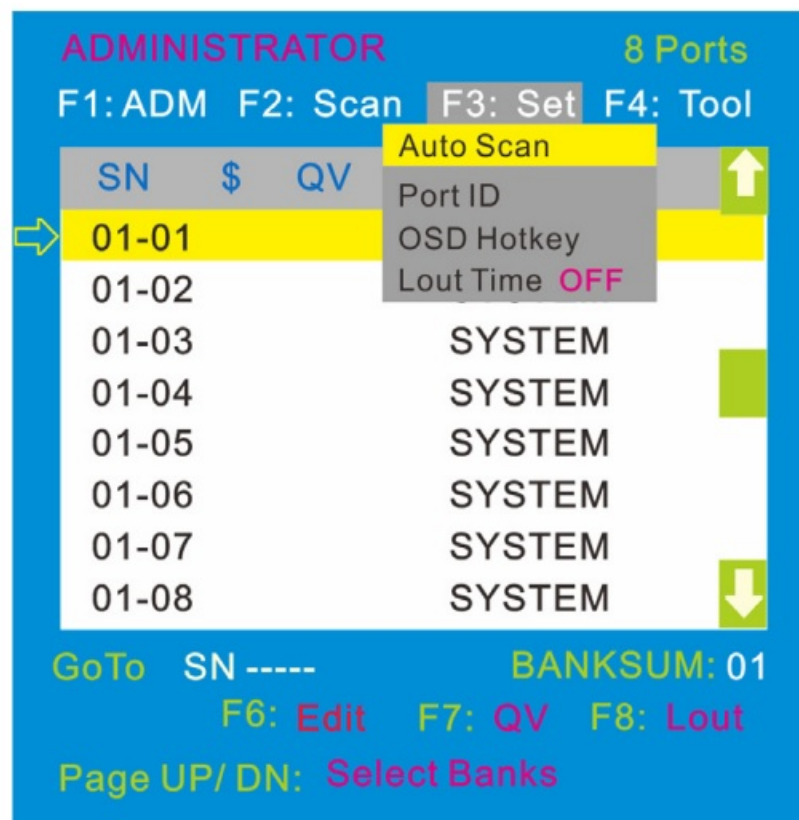 ADMINISTRATOR 8 Ports
F1: ADM F2: Scan F3: Set F4: Tool
Auto Scan
SN $ QV
Port ID
01-01 OSD Hotkey
Lout Time OFF
01-02
01-03 SYSTEM
01-04 SYSTEM
01-05 SYSTEM
01-06 SYSTEM
01-07 SYSTEM
01-08 SYSTEM
GoTo SN ----- BANKSUM: 01
F6: Edit F7: QV F8: Lout
Page UP/ DN: Select Banks